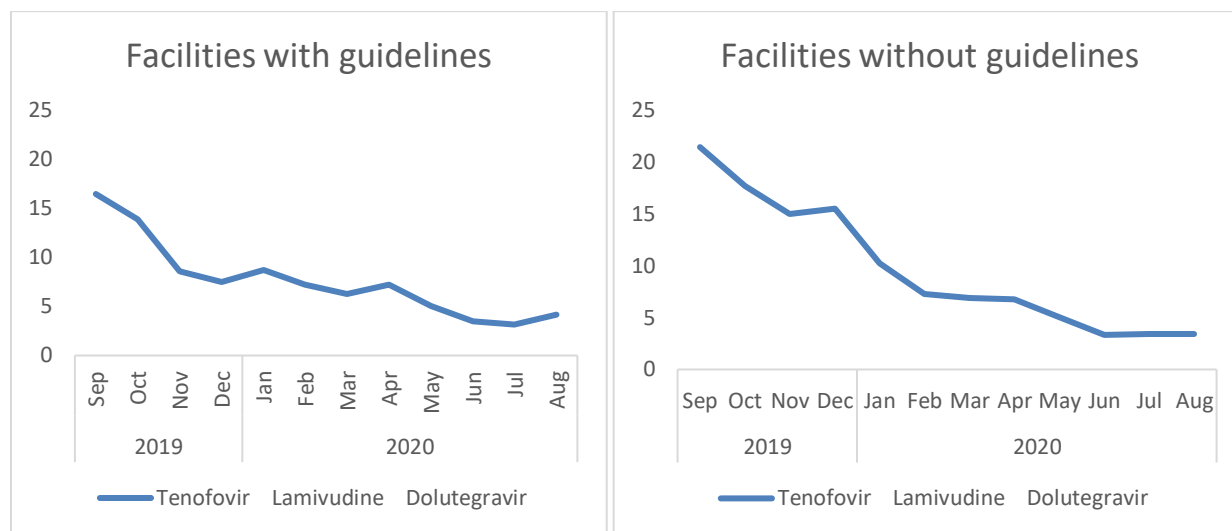 Facilities with guidelines
25
20
15
10
5
0
Sep Oct Nov Dec Jan Feb Mar Apr May Jun Jul Aug
2019 2020
Tenofovir Lamivudine Dolutegravir
Facilities without guidelines
25
20
15
10
5
0
Sep Oct Nov Dec Jan Feb Mar Apr May Jun Jul Aug
2019 2020
Tenofovir Lamivudine Dolutegravir